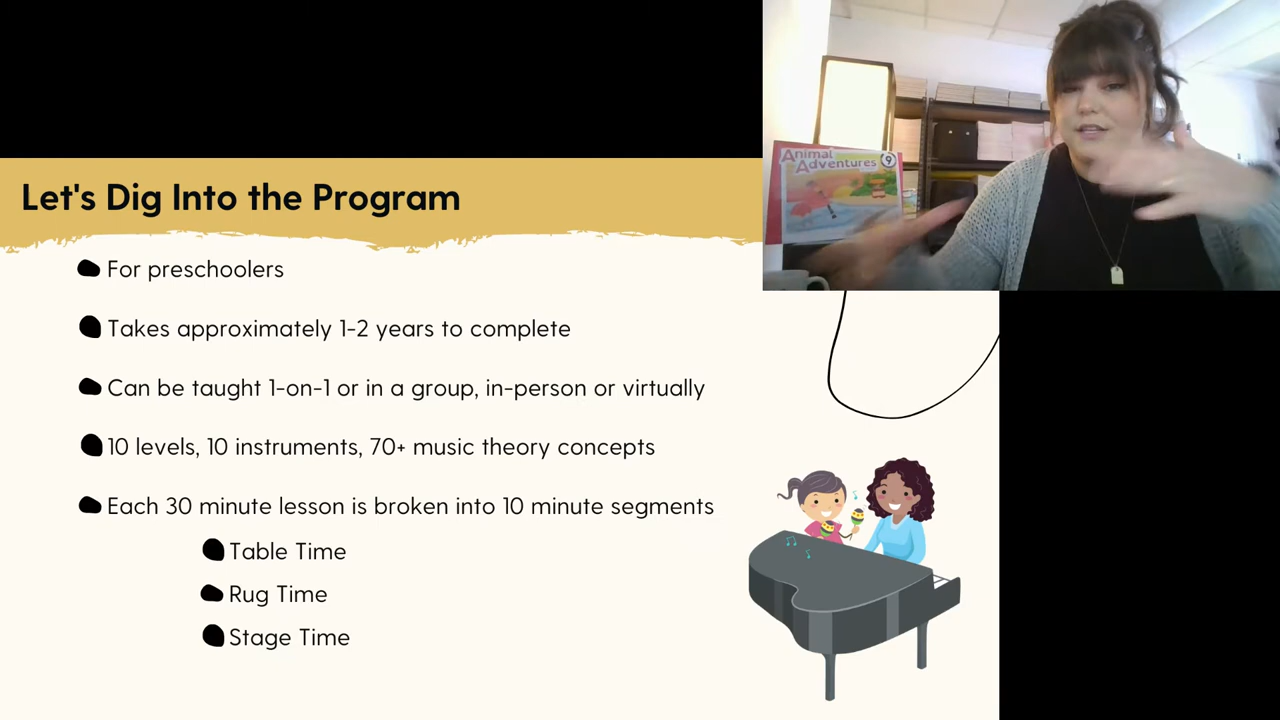 Let's Dig Into the Program
For preschoolers
Takes approximately 1-2 years to complete
Can be taught 1-on-1 or in a group, in-person or virtually
10 levels, 10 instruments, 70+ music theory concepts
Each 30 minute lesson is broken into 10 minute segments
Table Time
Rug Time
Stage Time
Animal
Adventures
9